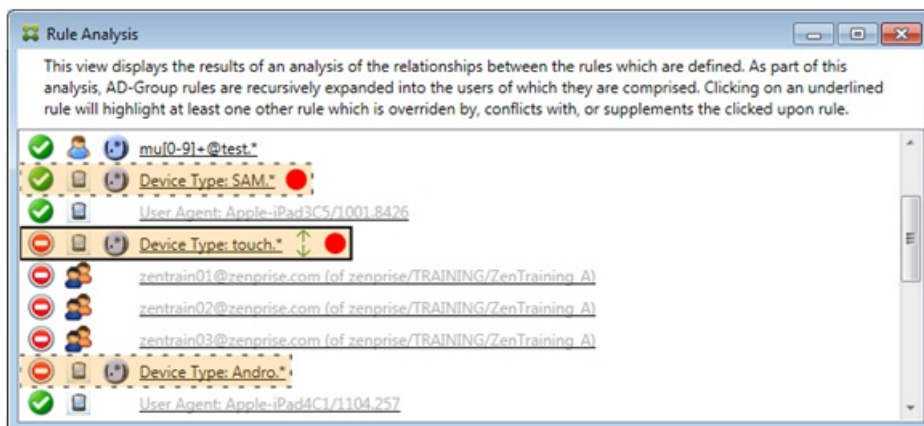 Rule Analysis
This view displays the results of an analysis of the relationships between the rules which are defined. As part of this
analysis, AD-Group rules are recursively expanded into the users of which they are comprised. Clicking on an underlined
rule will highlight at least one other rule which is overriden by, conflicts with, or supplements the clicked upon rule.
(.*) mu[0-9]+@test.*
(.*) Device Type: SAM.*
User Agent: Apple-iPad3C5/1001.8426
(.*) Device Type: touch.*
zentrain01@zenprise.com (of zenprise/TRAINING/ZenTraining_A)
zentrain02@zenprise.com (of zenprise/TRAINING/ZenTraining_A)
zentrain03@zenprise.com (of zenprise/TRAINING/ZenTraining_A)
(.*) Device Type: Andro.*
User Agent: Apple-iPad4C1/1104.257